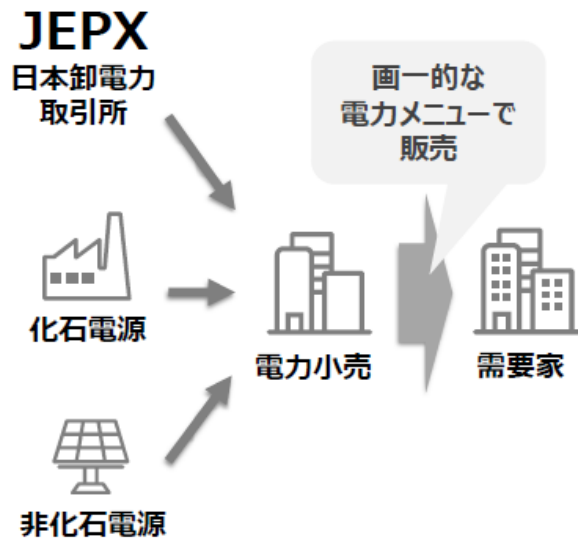 JEPX
日本卸電力
取引所
画一的な
電力メニューで
販売
化石電源
電力小売
需要家
非化石電源